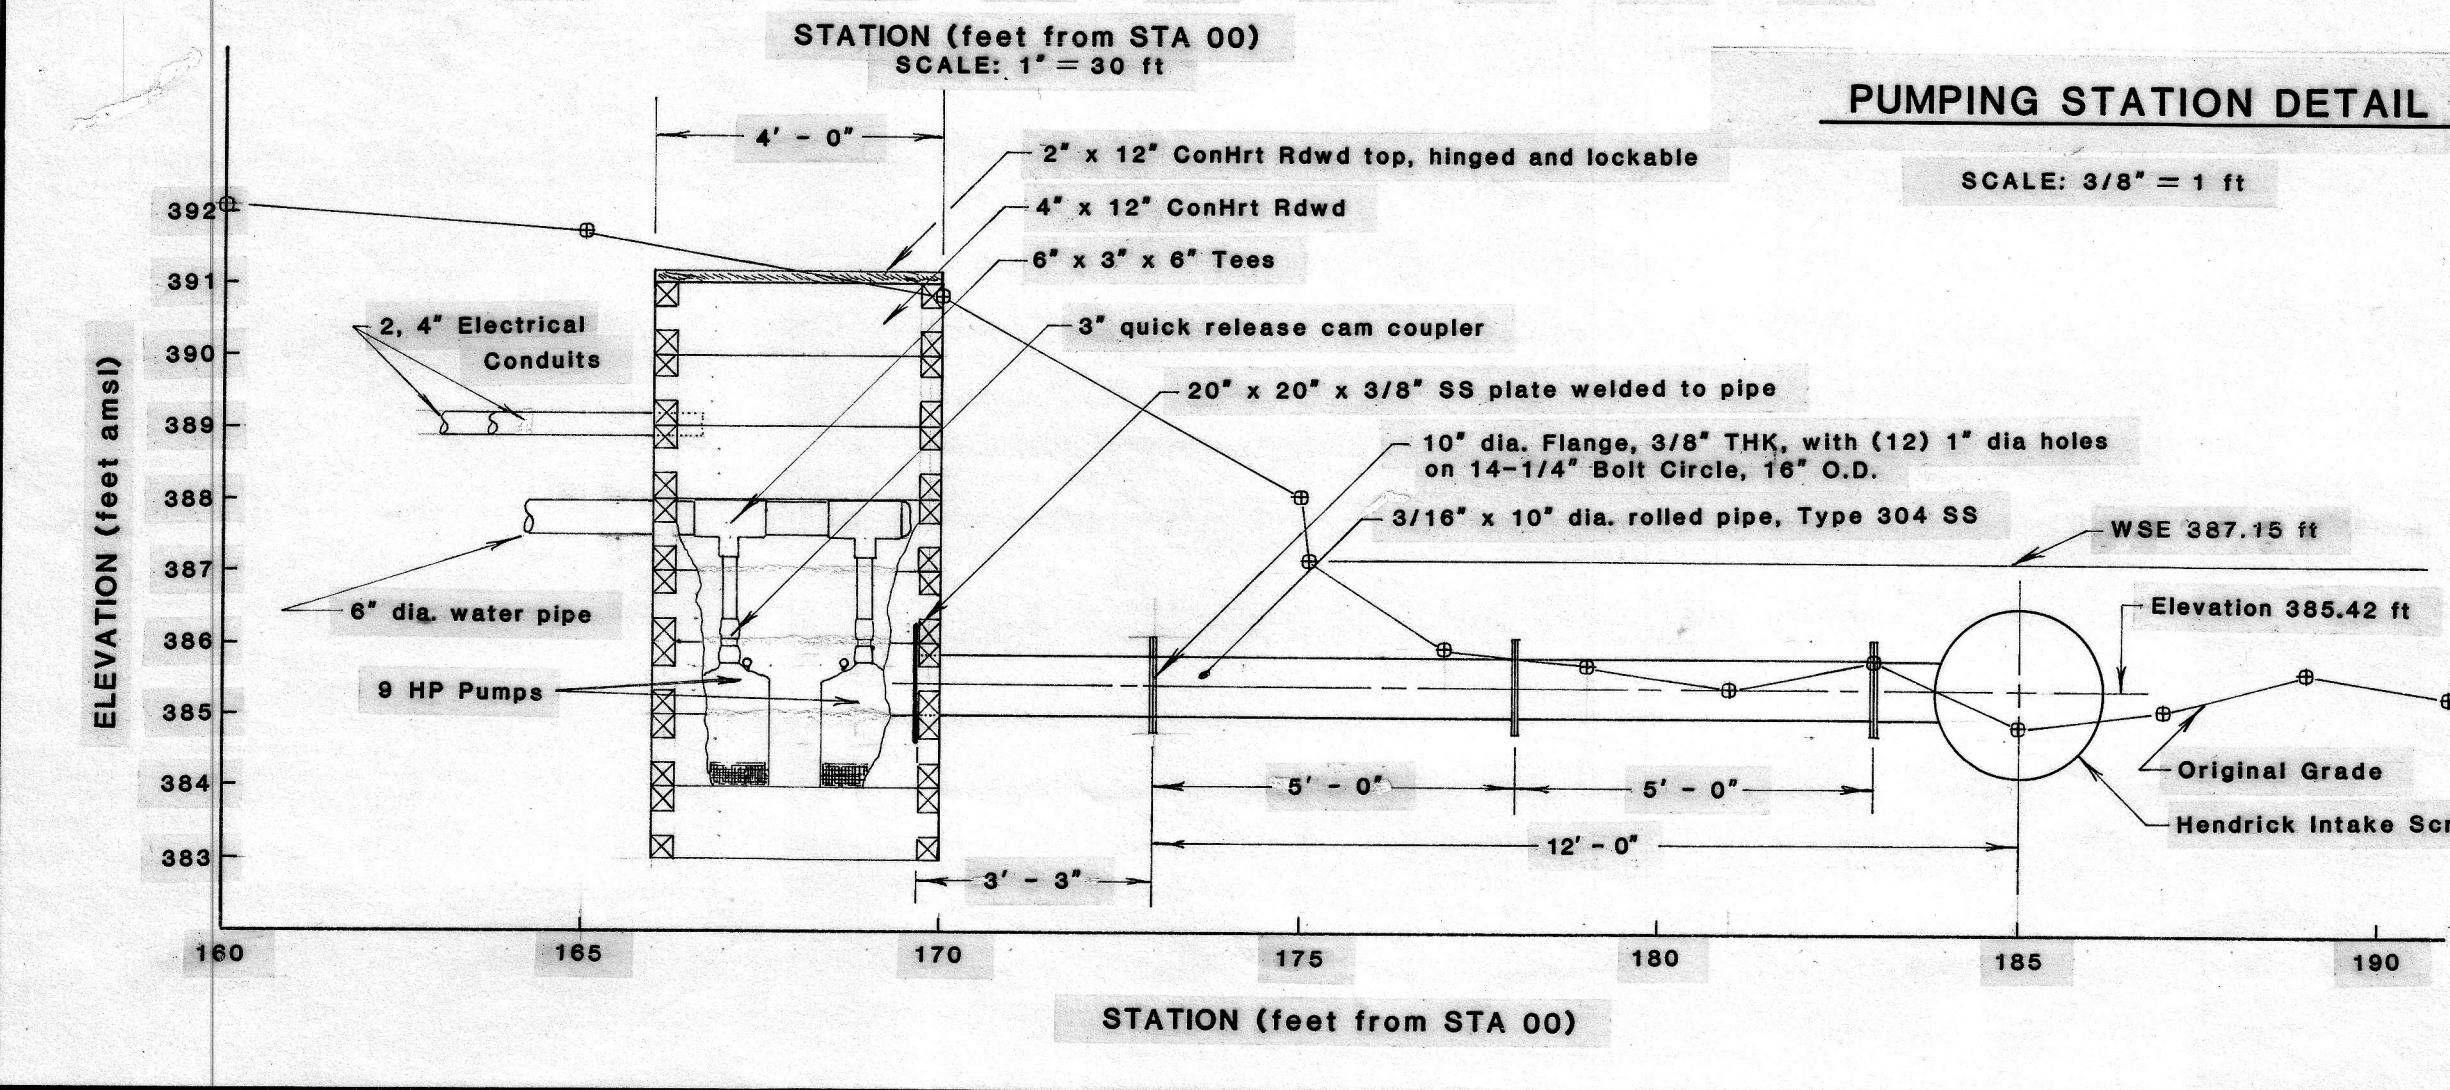 STATION (feet from STA 00)
SCALE: 1" = 30 ft
PUMPING STATION DETAIL
SCALE: 3/8" = 1 ft
4' - 0"
2" x 12" ConHrt Rdwd top, hinged and lockable
4" x 12" ConHrt Rdwd
6" x 3" x 6" Tees
3" quick release cam coupler
20" x 20" x 3/8" SS plate welded to pipe
10" dia. Flange, 3/8" THK, with (12) 1" dia holes
on 14-1/4" Bolt Circle, 16" O.D.
3/16" x 10" dia. rolled pipe, Type 304 SS
WSE 387.15 ft
Elevation 385.42 ft
2, 4" Electrical
Conduits
6" dia. water pipe
9 HP Pumps
Original Grade
Hendrick Intake Scr
5' - 0"
5' - 0"
12' - 0"
3' - 3"
ELEVATION (feet amsl)
392
391
390
389
388
387
386
385
384
383
160
165
170
175
180
185
190
STATION (feet from STA 00)